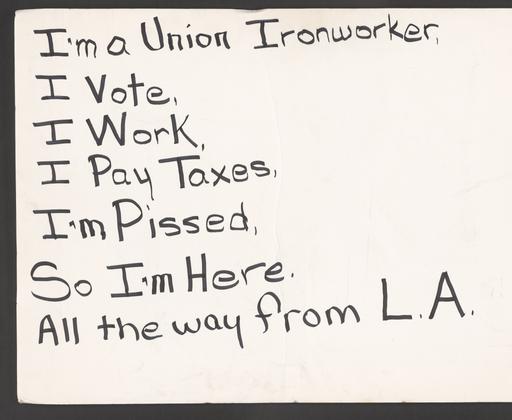 I'm a Union Ironworker,
I Vote,
I Work,
I Pay Taxes,
I'm Pissed,
So I'm Here.
All the way from L.A.